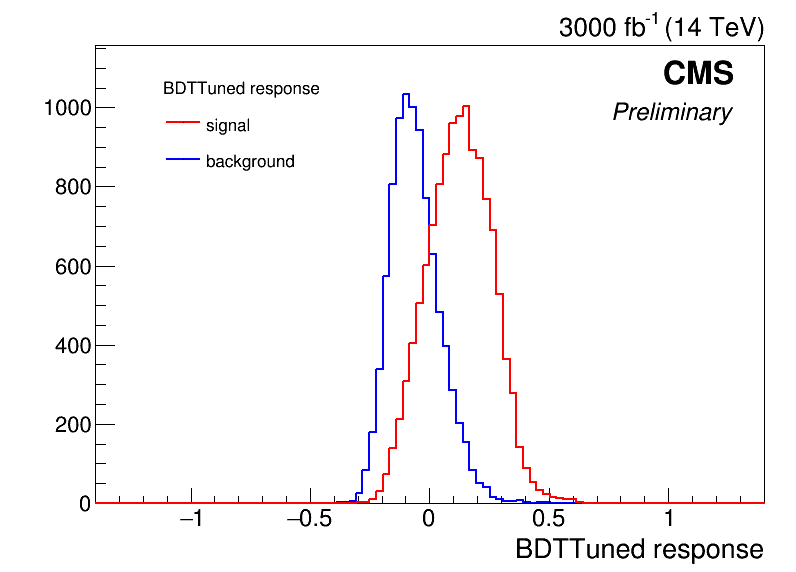 3000 fb⁻¹ (14 TeV)
CMS
Preliminary
BDTTuned response
signal
background
1000
800
600
400
200
0
−1 −0.5 0 0.5 1
BDTTuned response